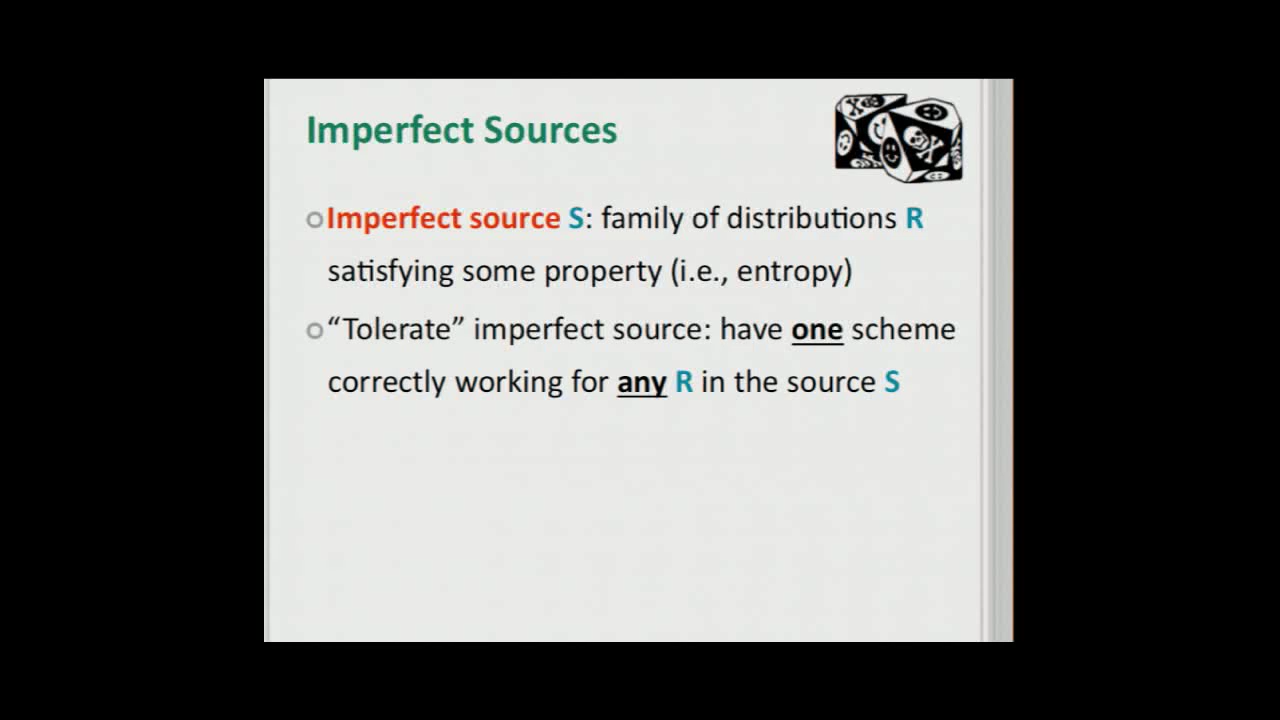 Imperfect Sources
Imperfect source S: family of distributions R
satisfying some property (i.e., entropy)
“Tolerate” imperfect source: have one scheme
correctly working for any R in the source S